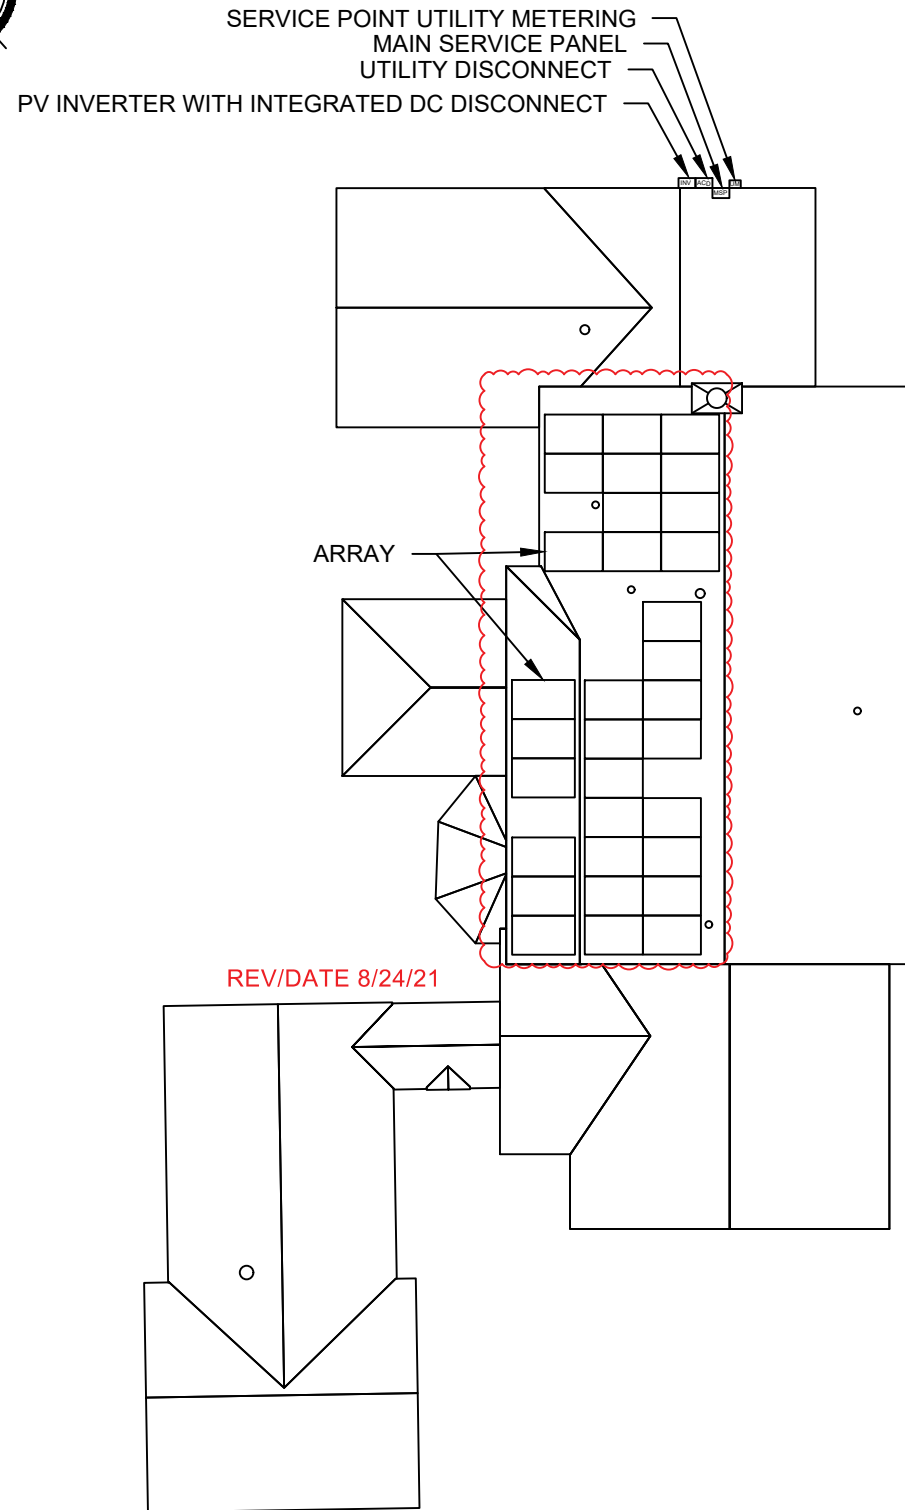 SERVICE POINT UTILITY METERING
MAIN SERVICE PANEL
UTILITY DISCONNECT
PV INVERTER WITH INTEGRATED DC DISCONNECT
INV ACD UM
MSP
ARRAY
REV/DATE 8/24/21